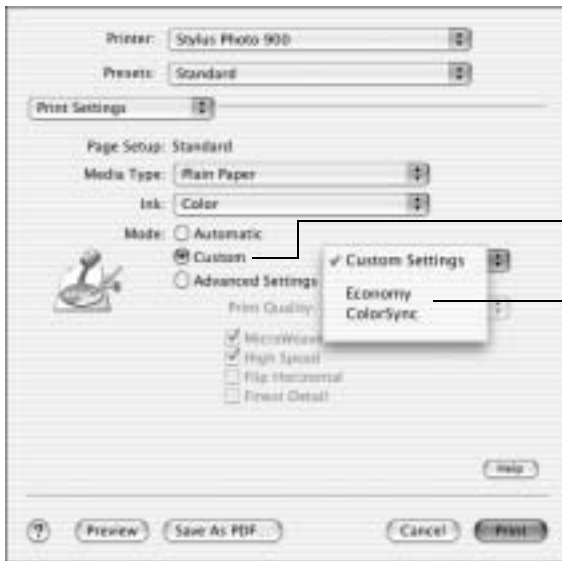 Printer: Stylus Photo 900
Presets: Standard
Print Settings
Page Setup: Standard
Media Type: Plain Paper
Ink: Color
Mode: Automatic
Custom
✓ Custom Settings
Advanced Settings
Economy
Print Quality:
ColorSync
MicroWeave
High Speed
Flip Horizontal
Finest Detail
Help
? Preview Save As PDF... Cancel Print